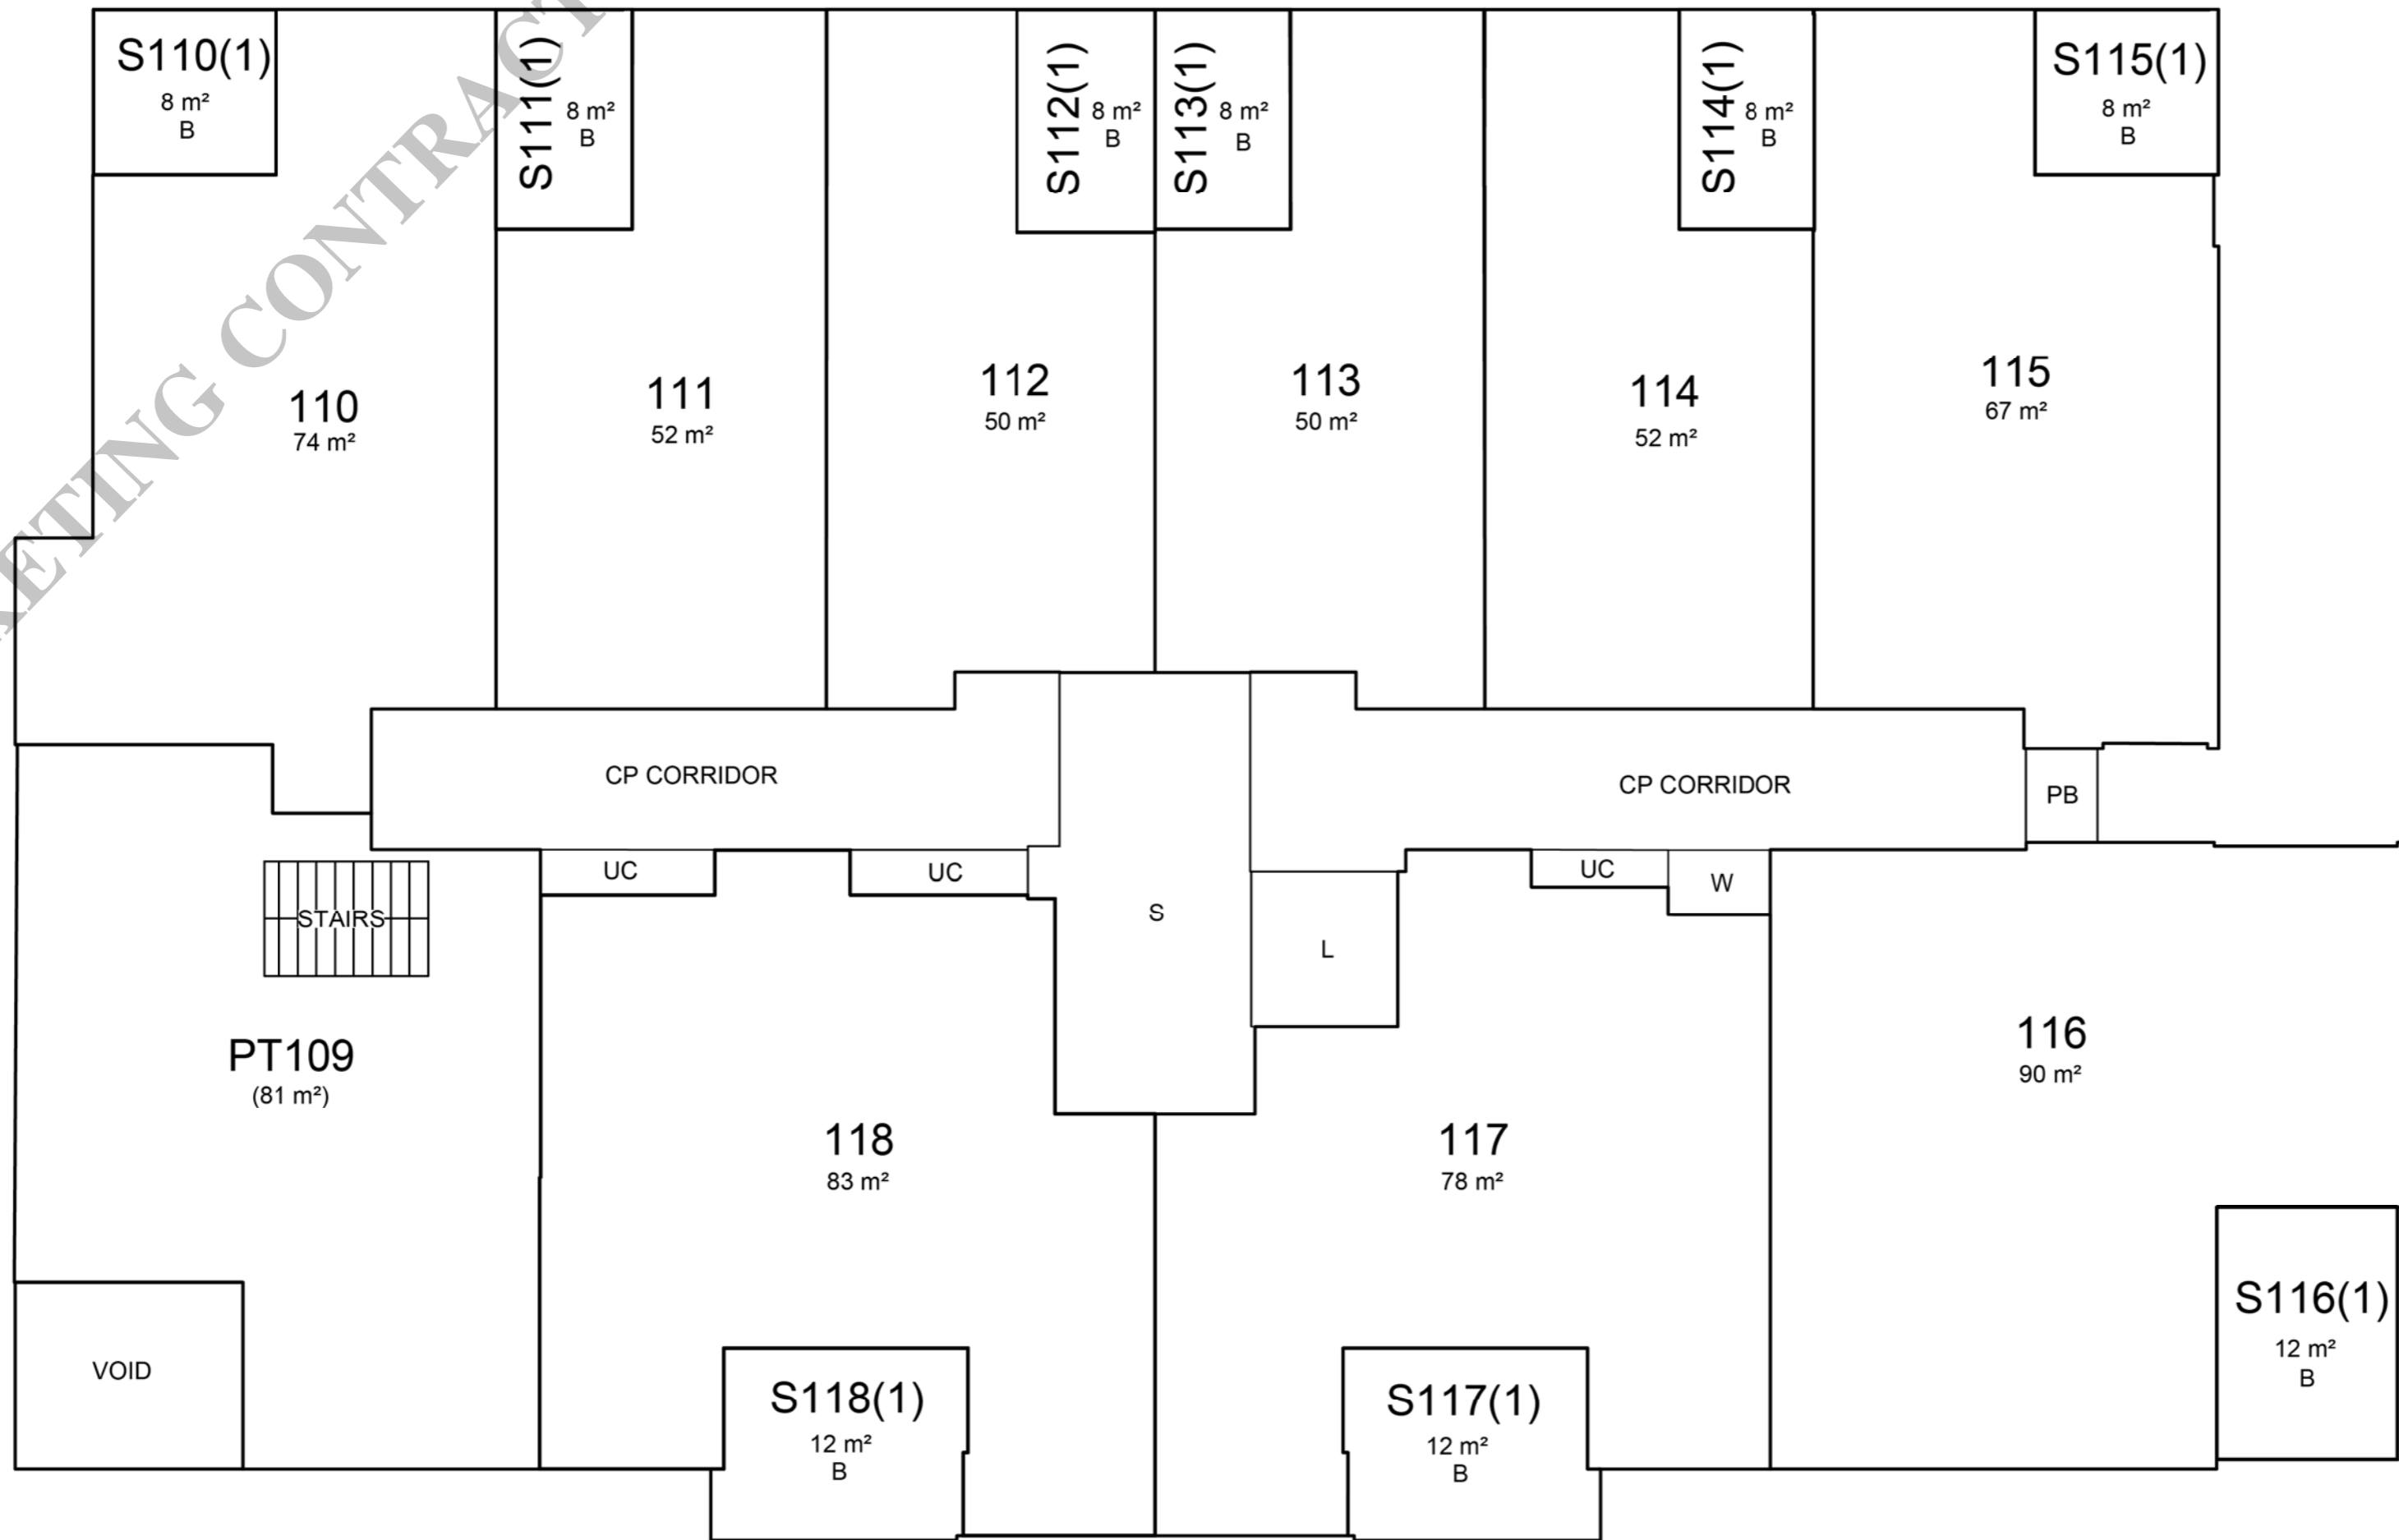 S110(1)
8 m²
B
S111(1)
8 m²
B
S112(1)
8 m²
B
S113(1)
8 m²
B
S114(1)
8 m²
B
S115(1)
8 m²
B
110
74 m²
111
52 m²
112
50 m²
113
50 m²
114
52 m²
115
67 m²
CP CORRIDOR
CP CORRIDOR
PB
UC
UC
UC
W
STAIRS
S
L
PT109
(81 m²)
118
83 m²
117
78 m²
116
90 m²
VOID
S118(1)
12 m²
B
S117(1)
12 m²
B
S116(1)
12 m²
B
ETING CONTRACT